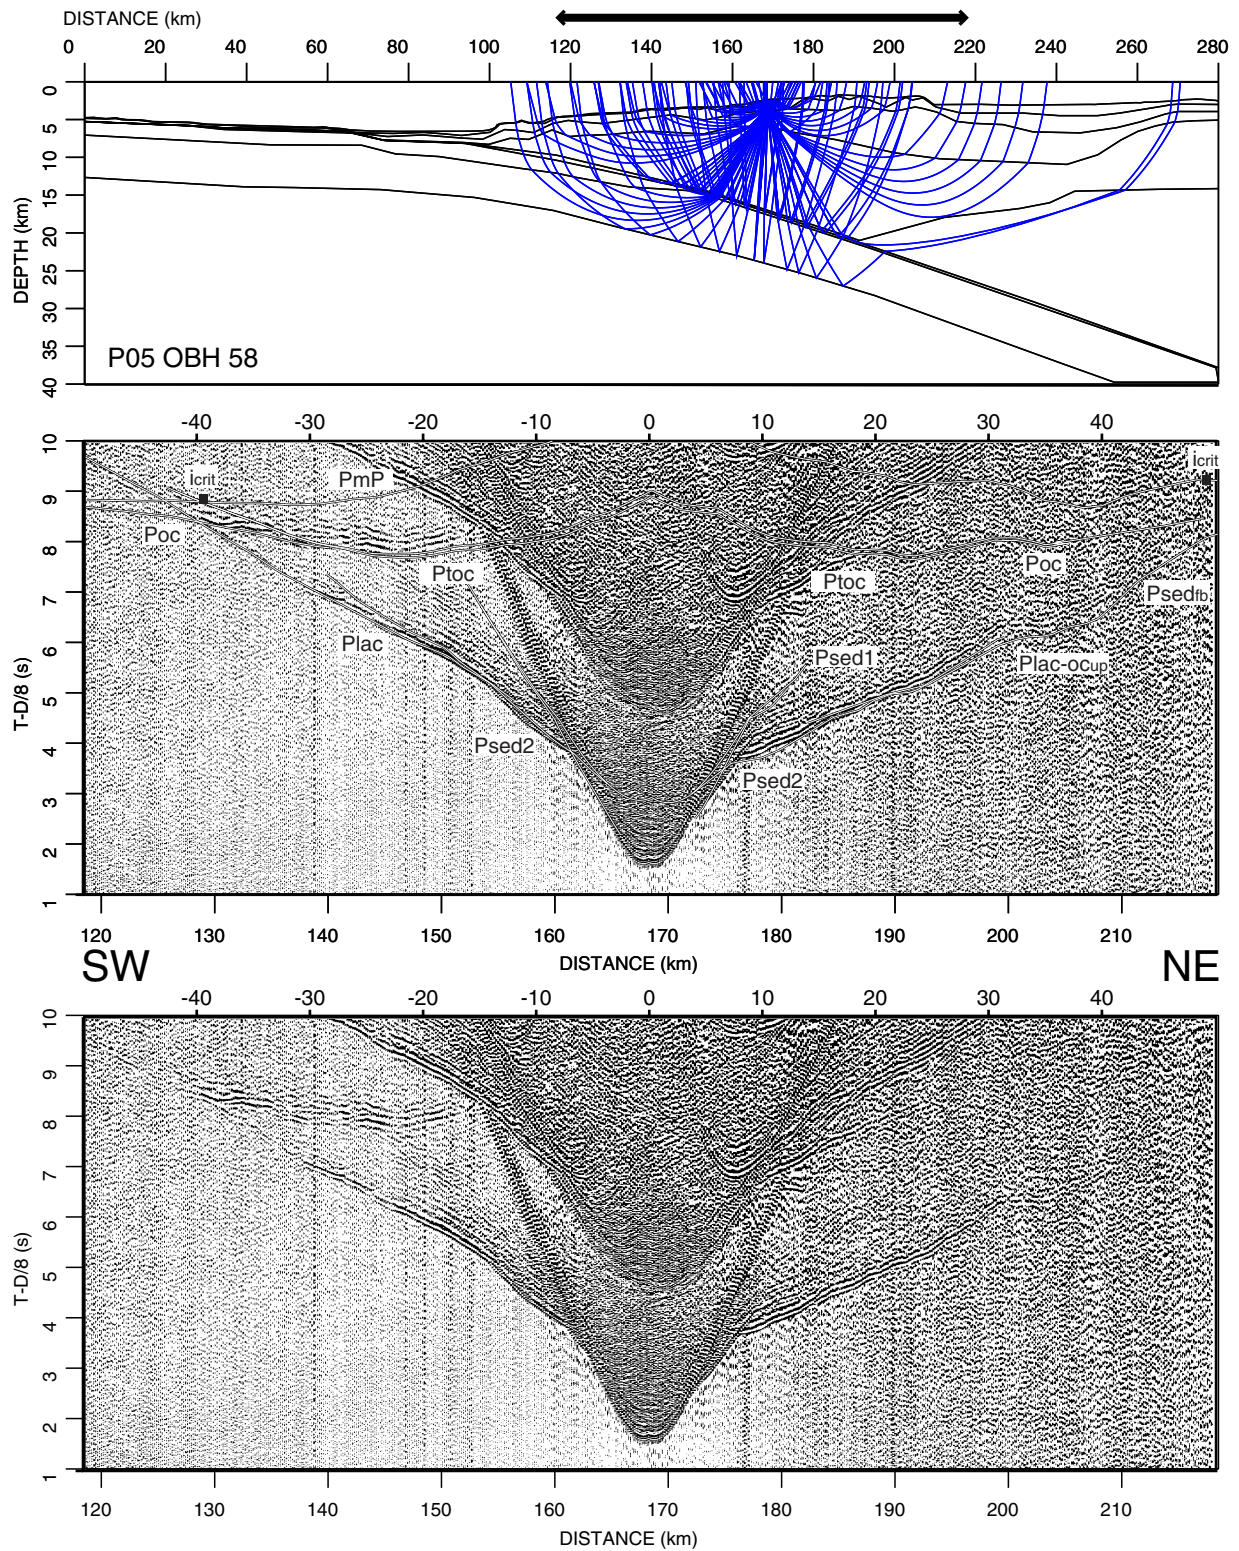 DISTANCE (km)
0 20 40 60 80 100 120 140 160 180 200 220 240 260 280
0
5
10
15
20
25
30
35
40
DEPTH (km)
P05 OBH 58
-40 -30 -20 -10 0 10 20 30 40
10
9
8
7
6
5
4
3
2
1
T-D/8 (s)
Icrit
PmP
Icrit
Poc
Ptoc
Ptoc
Poc
Psedfb
Plac
Psed1
Plac-ocup
Psed2
Psed2
120 130 140 150 160 170 180 190 200 210
SW
DISTANCE (km)
NE
-40 -30 -20 -10 0 10 20 30 40
10
9
8
7
6
5
4
3
2
1
T-D/8 (s)
120 130 140 150 160 170 180 190 200 210
DISTANCE (km)